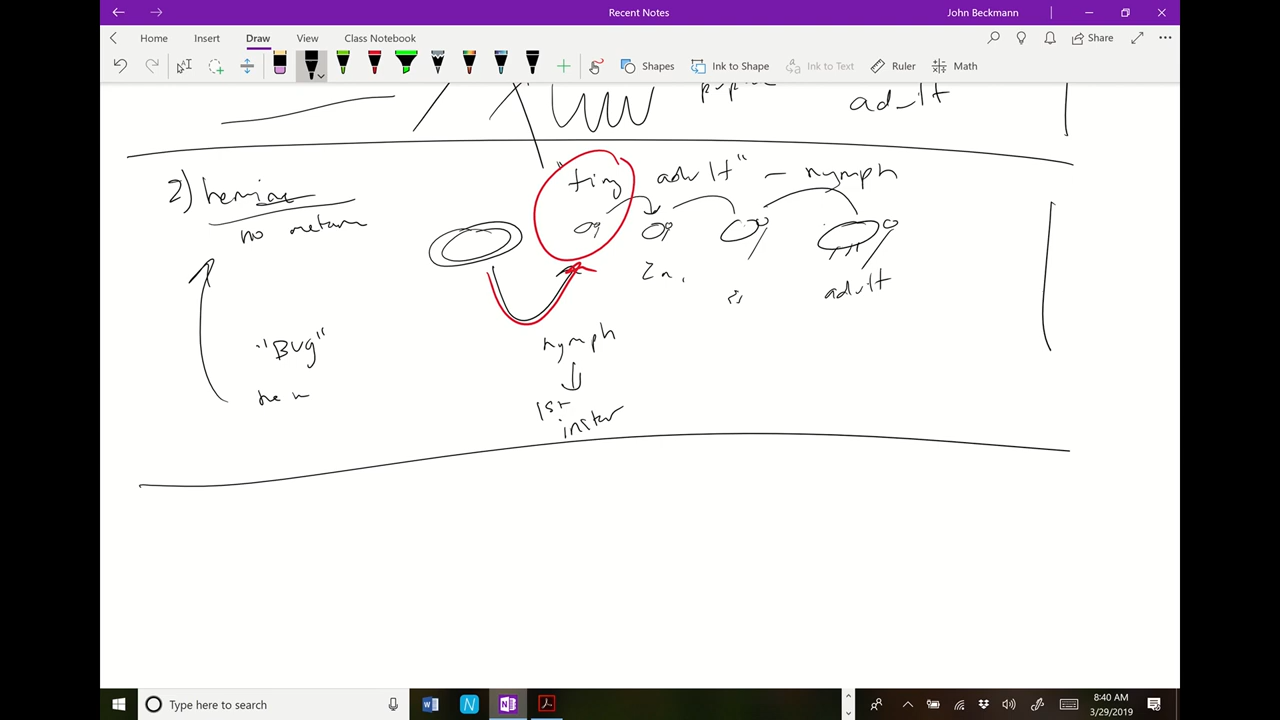 Recent Notes
John Beckmann
Home Insert Draw View Class Notebook
Share
Shapes Ink to Shape Ink to Text Ruler Math
adult
2)
"tiny adult" - nymph
no metam
2n.
adult
"BUG"
nymph
1st
instar
Type here to search
8:40 AM
3/29/2019